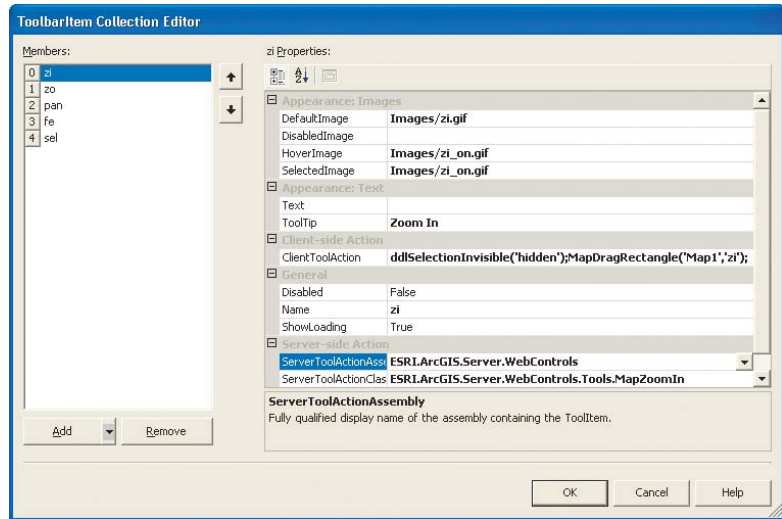 ToolbarItem Collection Editor
Members:
zi Properties:
0 zi
1 zo
2 pan
3 fe
4 sel
Appearance: Images
DefaultImage Images/zi.gif
DisabledImage
HoverImage Images/zi_on.gif
SelectedImage Images/zi_on.gif
Appearance: Text
Text
ToolTip Zoom In
Client-side Action
ClientToolAction ddlSelectionInvisible('hidden');MapDragRectangle('Map1','zi');
General
Disabled False
Name zi
ShowLoading True
Server-side Action
ServerToolActionAsse ESRI.ArcGIS.Server.WebControls
ServerToolActionClas ESRI.ArcGIS.Server.WebControls.Tools.MapZoomIn
ServerToolActionAssembly
Fully qualified display name of the assembly containing the ToolItem.
Add Remove
OK Cancel Help